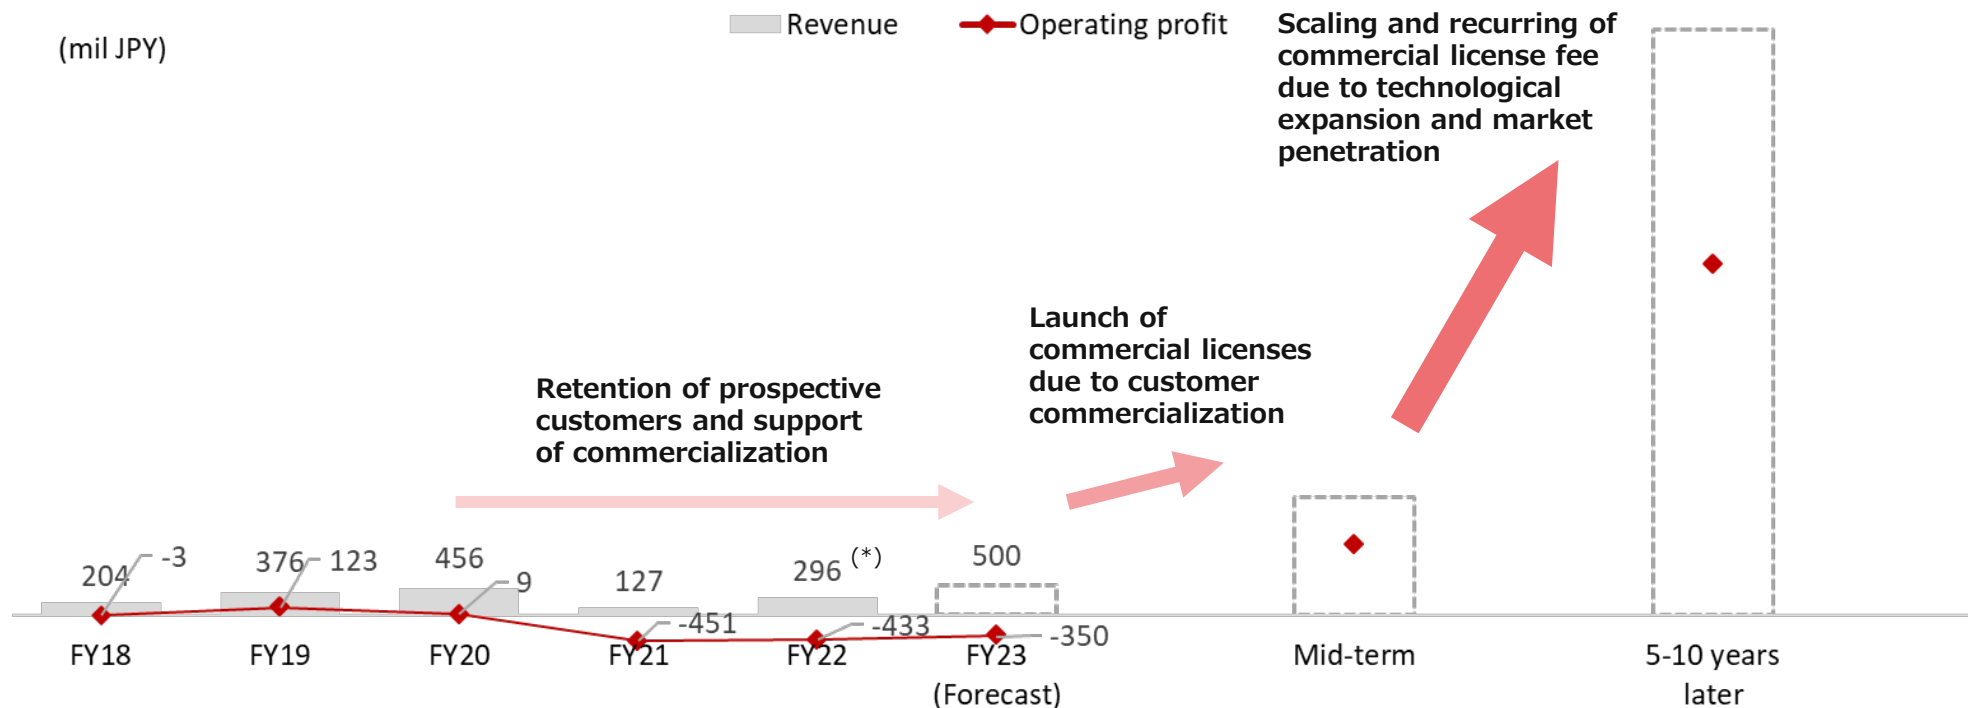 (mil JPY)
Revenue
Operating profit
Scaling and recurring of
commercial license fee
due to technological
expansion and market
penetration
Launch of
commercial licenses
due to customer
commercialization
Retention of prospective
customers and support
of commercialization
204
-3
376
123
456
9
127
-451
296
(*)
-433
500
-350
FY18
FY19
FY20
FY21
FY22
FY23
(Forecast)
Mid-term
5-10 years
later